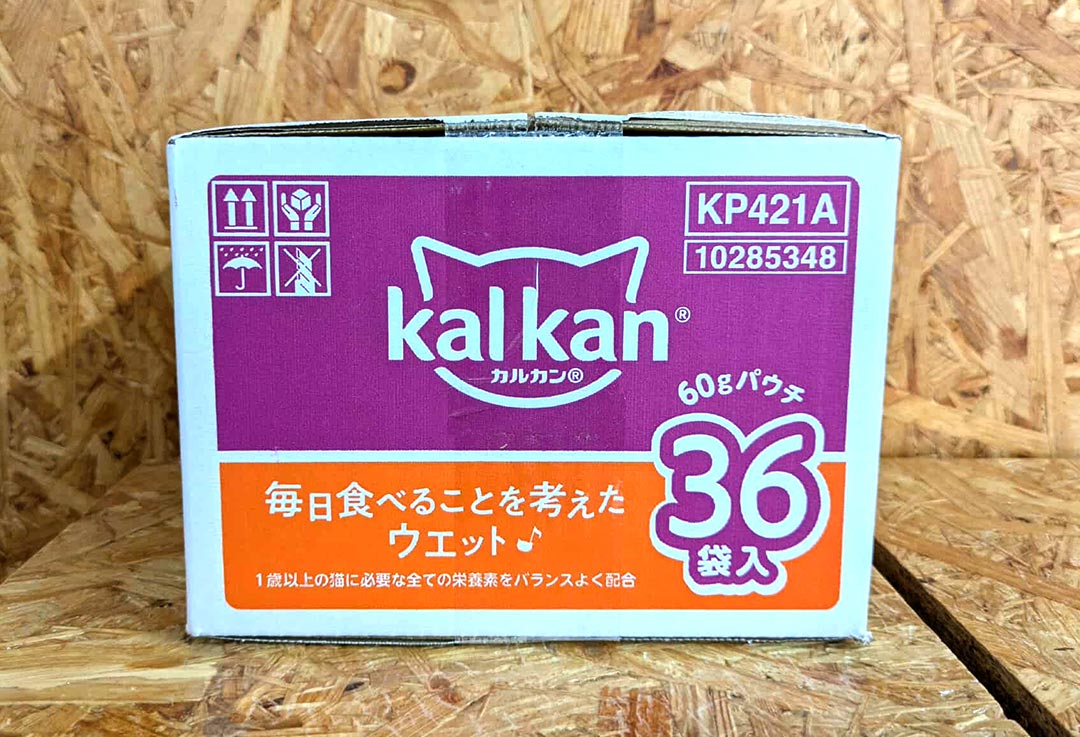 KP421A
10285348
kal kan®
カルカン®
60gパウチ
36
袋入
毎日食べることを考えた
ウエット♪
1歳以上の猫に必要な全ての栄養素をバランスよく配合